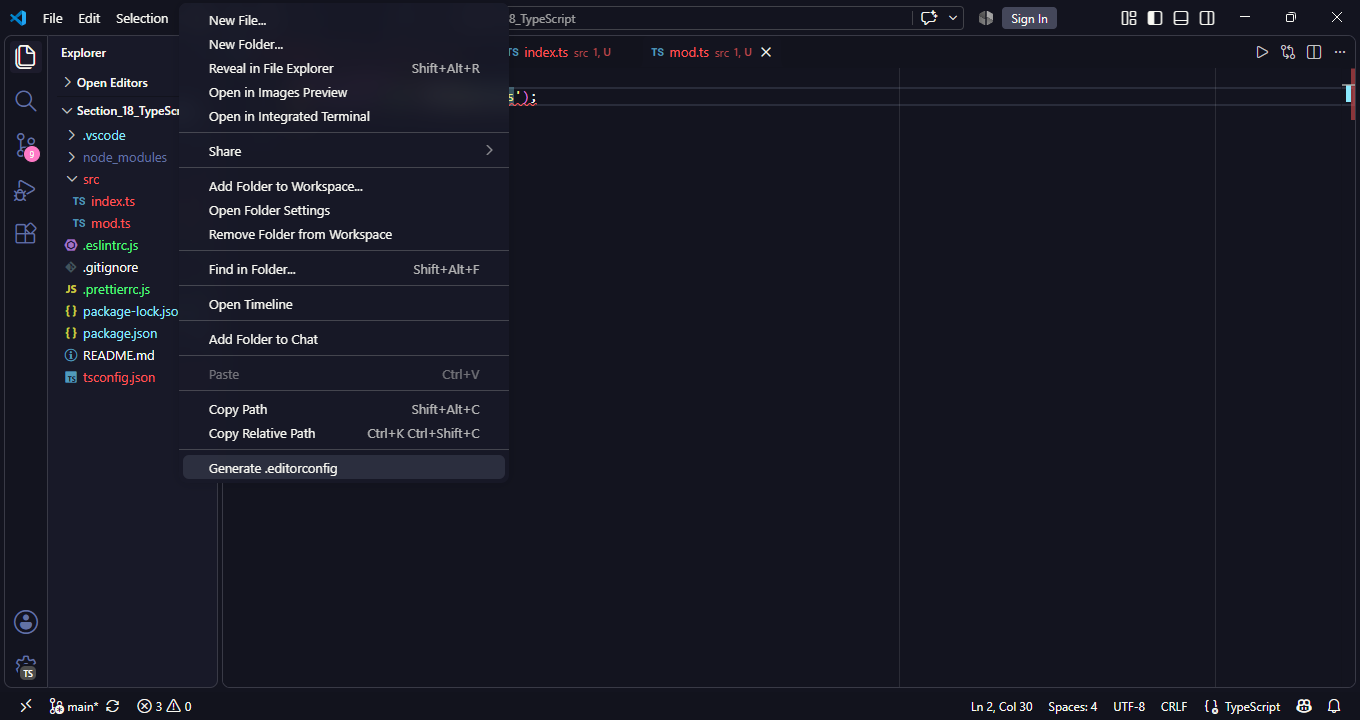 File Edit Selection 8_TypeScript Sign In
Explorer
index.ts src 1, U TS mod.ts src 1, U
Open Editors
Section_18_TypeScr
s');
.vscode
node_modules
src
TS index.ts
TS mod.ts
.eslintrc.js
.gitignore
JS .prettierrc.js
{} package-lock.jso
{} package.json
README.md
TS tsconfig.json
New File...
New Folder...
Reveal in File Explorer Shift+Alt+R
Open in Images Preview
Open in Integrated Terminal
Share
Add Folder to Workspace...
Open Folder Settings
Remove Folder from Workspace
Find in Folder... Shift+Alt+F
Open Timeline
Add Folder to Chat
Paste Ctrl+V
Copy Path Shift+Alt+C
Copy Relative Path Ctrl+K Ctrl+Shift+C
Generate .editorconfig
9
TS
main* 3 0 Ln 2, Col 30 Spaces: 4 UTF-8 CRLF {} TypeScript